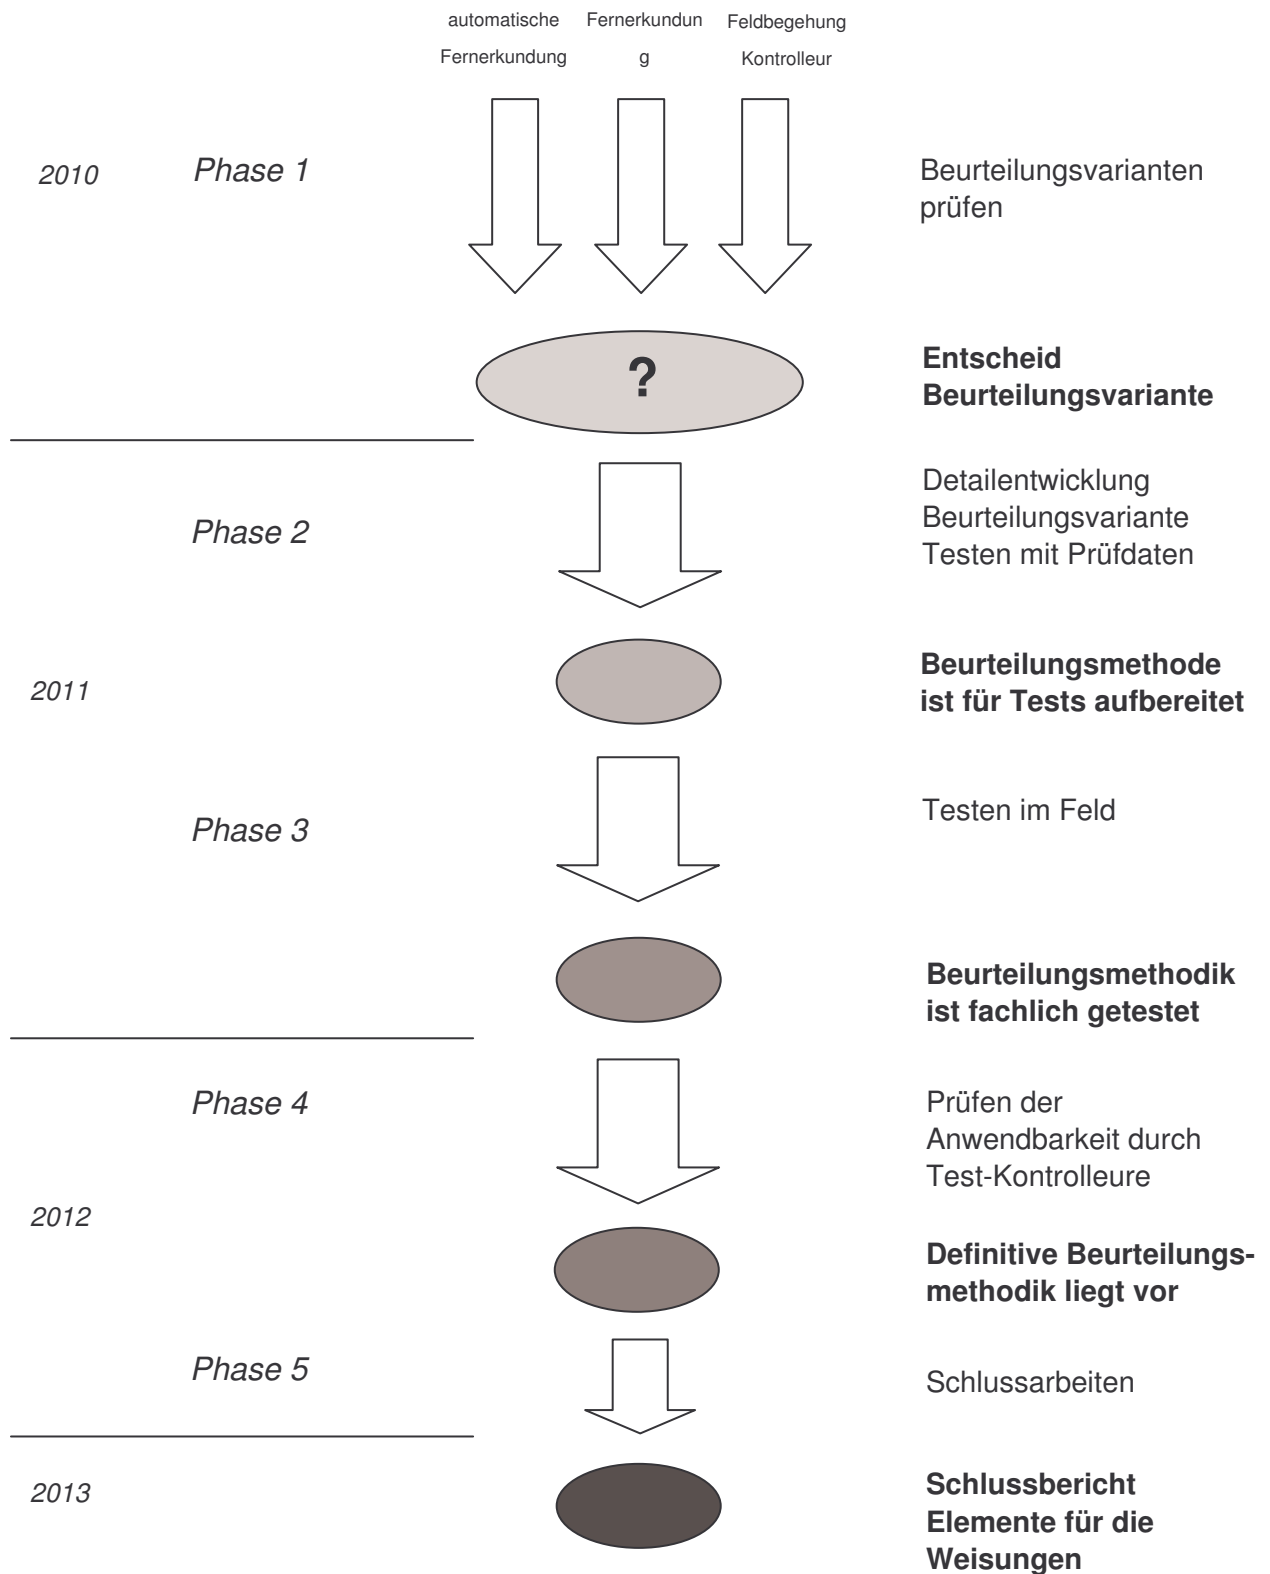 automatische
Fernerkundung
Fernerkundun
g
Feldbegehung
Kontrolleur
2010
Phase 1
Beurteilungsvarianten
prüfen
?
Entscheid
Beurteilungsvariante
Phase 2
Detailentwicklung
Beurteilungsvariante
Testen mit Prüfdaten
2011
Beurteilungsmethode
ist für Tests aufbereitet
Phase 3
Testen im Feld
Beurteilungsmethodik
ist fachlich getestet
Phase 4
Prüfen der
Anwendbarkeit durch
Test-Kontrolleure
2012
Definitive Beurteilungs-
methodik liegt vor
Phase 5
Schlussarbeiten
2013
Schlussbericht
Elemente für die
Weisungen